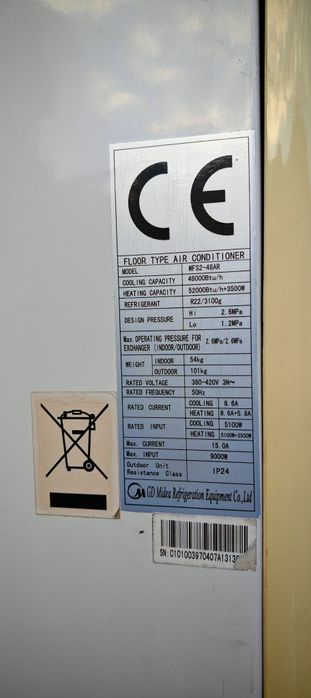 CE
FLOOR TYPE AIR CONDITIONER
MODEL MFS2-48AR
COOLING CAPACITY 48000Btu/h
HEATING CAPACITY 52000Btu/h+3500W
REFRIGERANT R22/3100g
DESIGN PRESSURE Hi 2.6MPa
Lo 1.2MPa
Max. OPERATING PRESSURE FOR
EXCHANGER (INDOOR/OUTDOOR) 2.6MPa/2.6MPa
WEIGHT INDOOR 54kg
OUTDOOR 101kg
RATED VOLTAGE 380-420V 3N~
RATED FREQUENCY 50Hz
RATED CURRENT COOLING 8.6A
HEATING 8.6A+5.8A
RATED INPUT COOLING 5100W
HEATING 5100W+3500W
Max. CURRENT 15.0A
Max. INPUT 9000W
Outdoor Unit
Resistance Class IP24
GD Midea Refrigeration Equipment Co.,Ltd
SN: C101003970407A1313